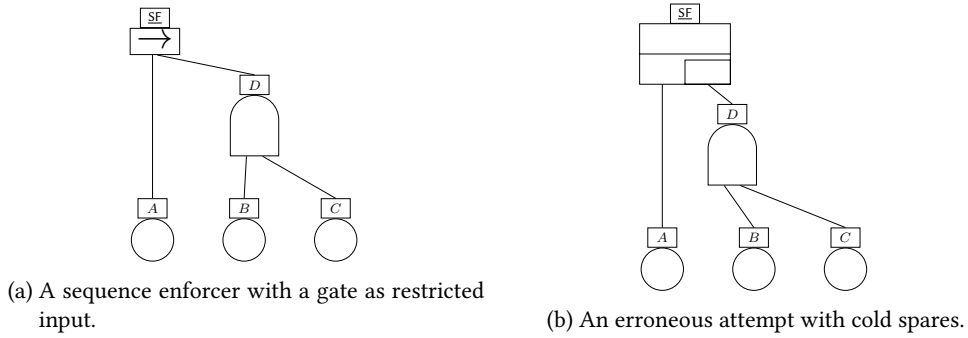 SF
D
A
B
C
(a) A sequence enforcer with a gate as restricted
input.
SF
D
A
B
C
(b) An erroneous attempt with cold spares.